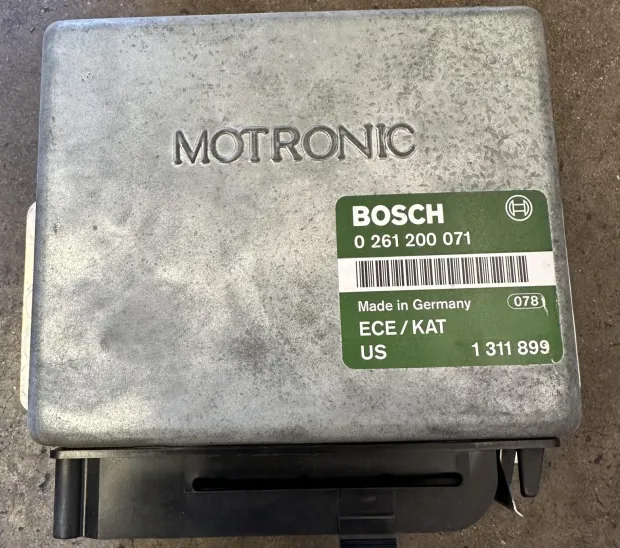 MOTRONIC
BOSCH
0 261 200 071
Made in Germany 078
ECE/KAT
US 1 311 899